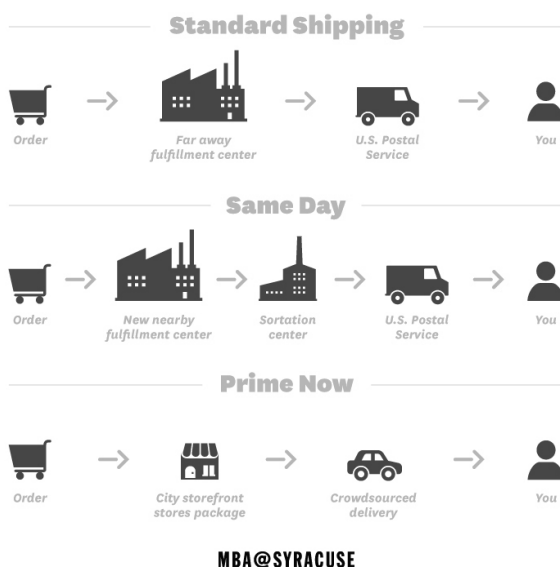 Standard Shipping
Order
Far away
fulfillment center
U.S. Postal
Service
You
Same Day
Order
New nearby
fulfillment center
Sortation
center
U.S. Postal
Service
You
Prime Now
Order
City storefront
stores package
Crowdsourced
delivery
You
MBA@SYRACUSE